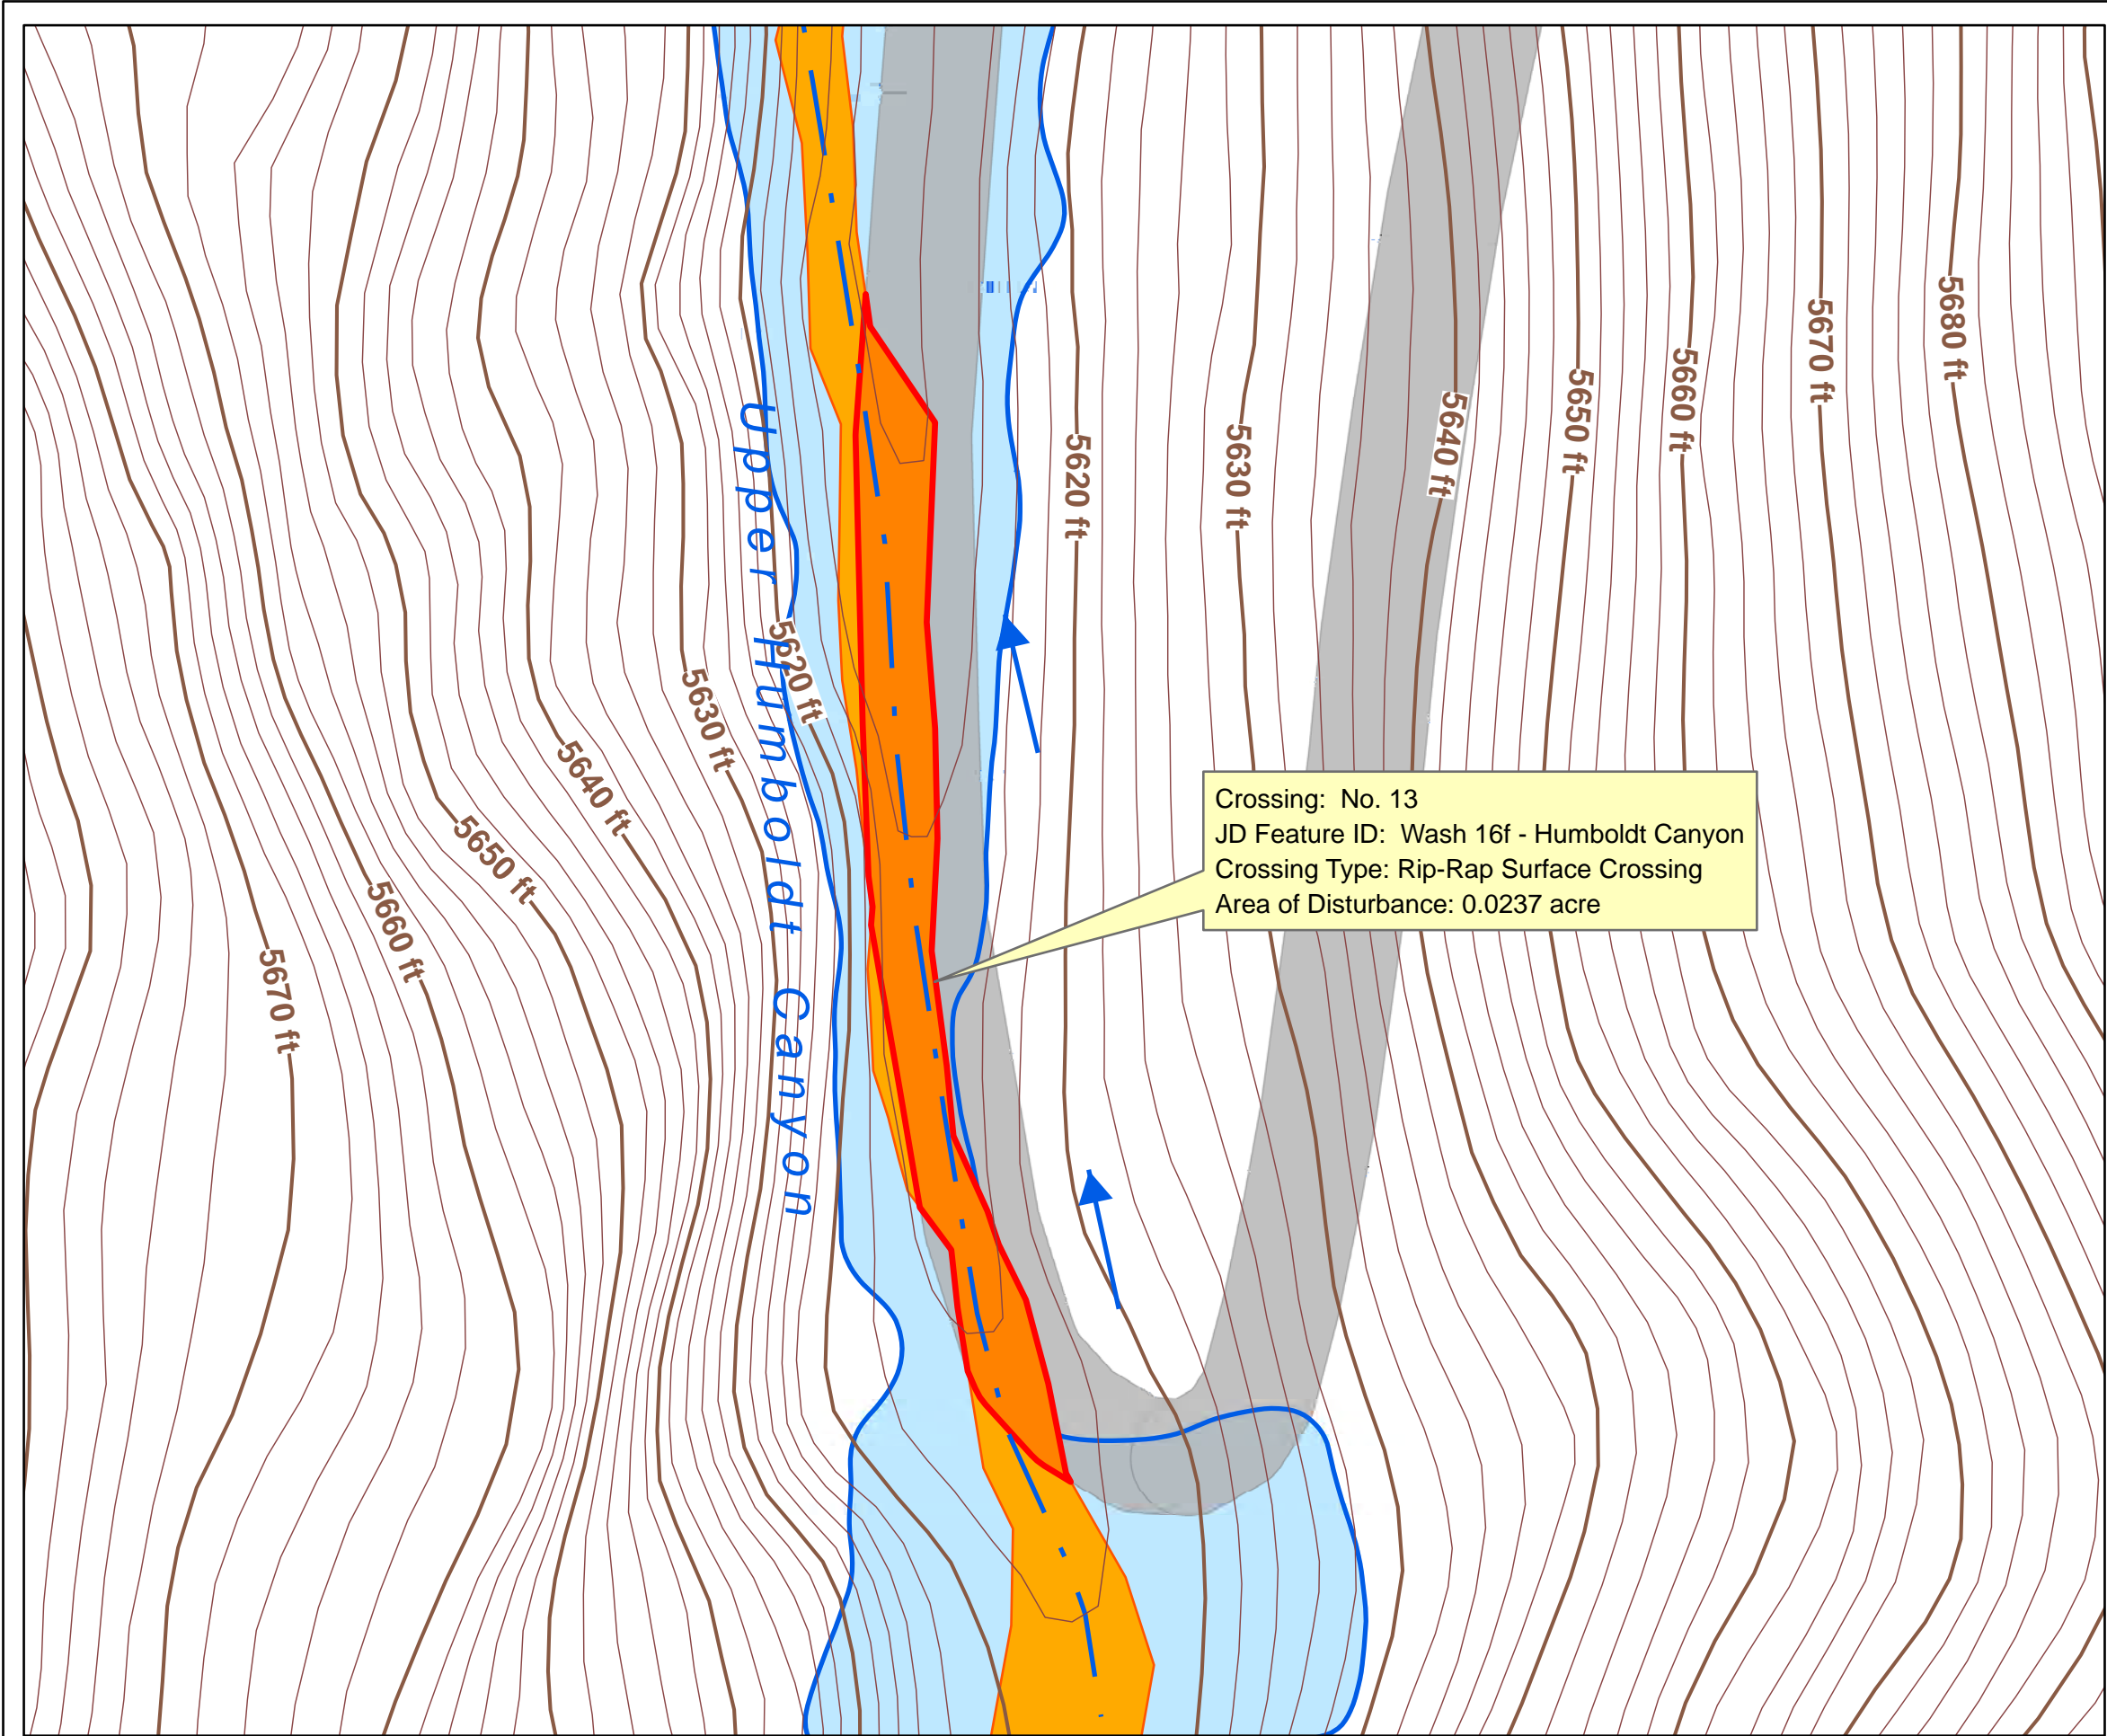 5680 ft
5670 ft
5660 ft
5650 ft
5640 ft
5630 ft
5620 ft
Upper Humboldt Canyon
5620 ft
5630 ft
5640 ft
5650 ft
5660 ft
5670 ft
Crossing: No. 13
JD Feature ID: Wash 16f - Humboldt Canyon
Crossing Type: Rip-Rap Surface Crossing
Area of Disturbance: 0.0237 acre